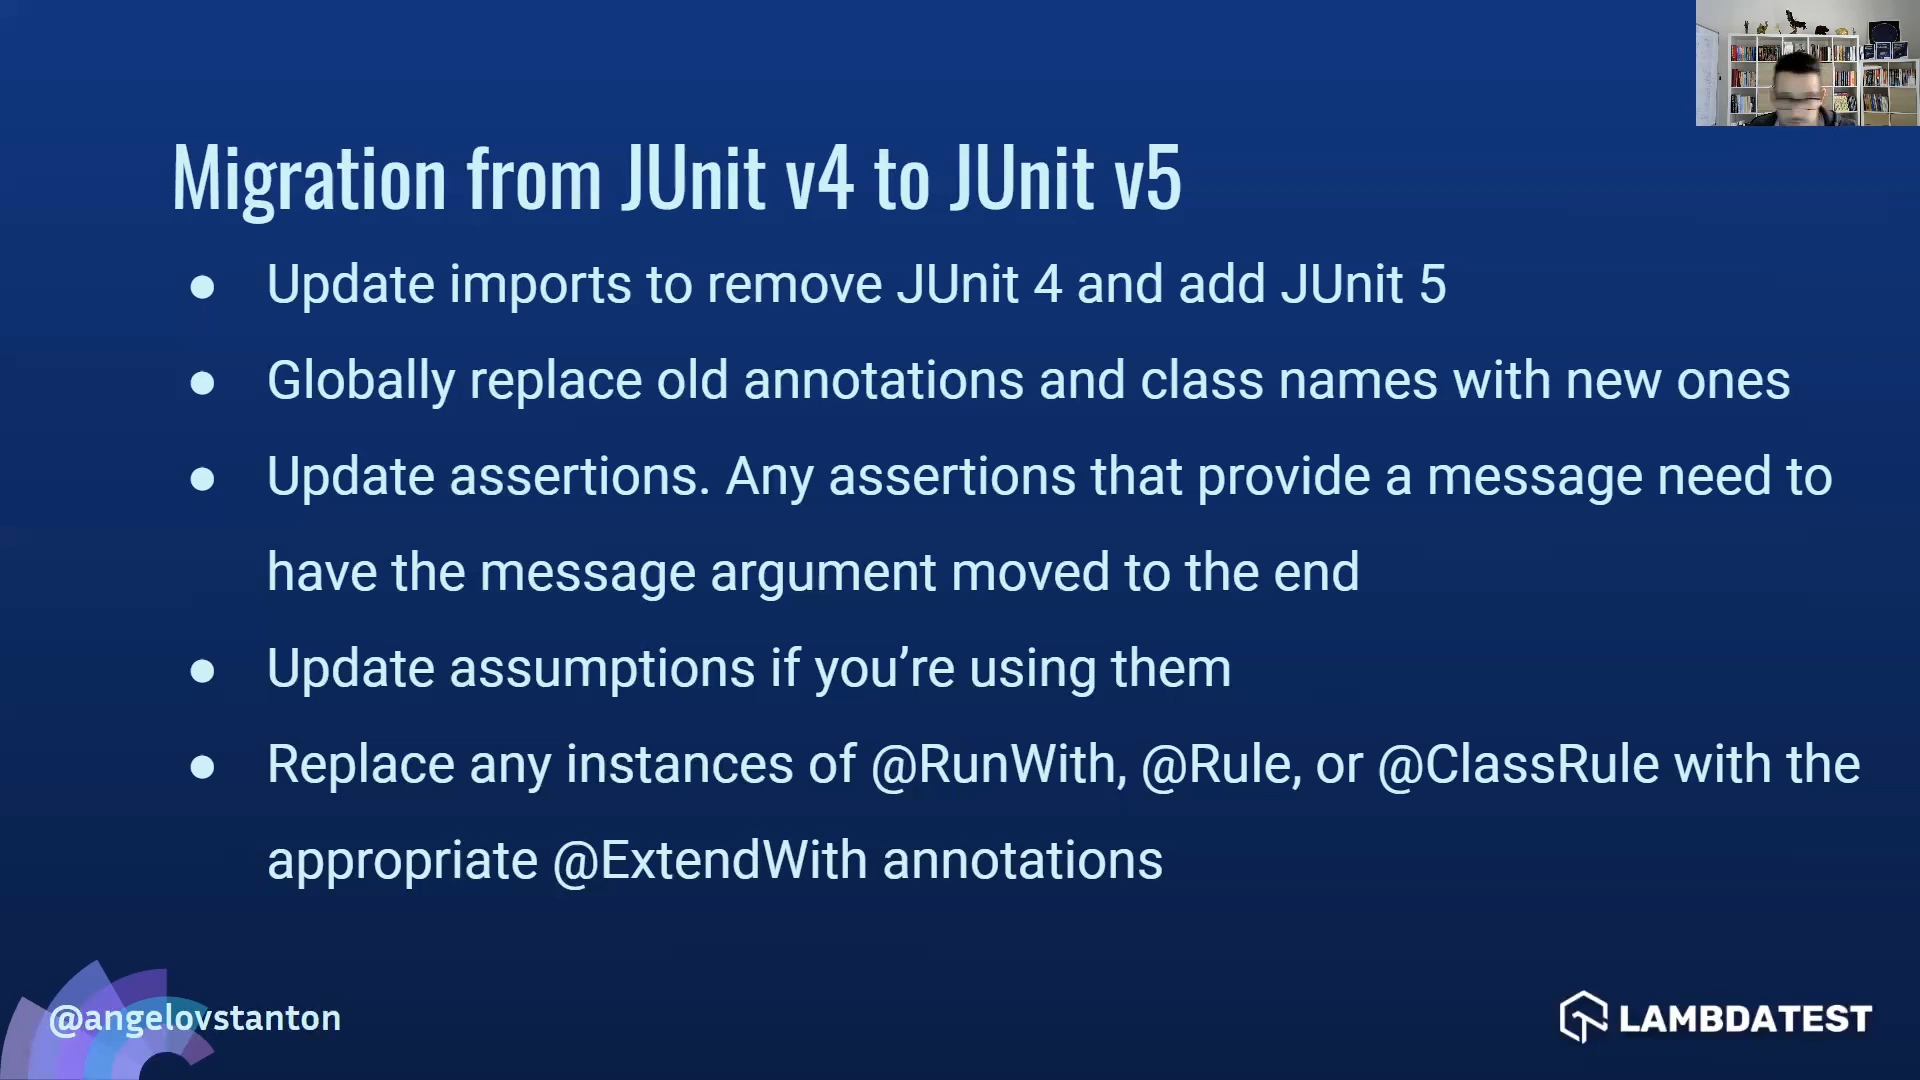 Migration from JUnit v4 to JUnit v5
● Update imports to remove JUnit 4 and add JUnit 5
● Globally replace old annotations and class names with new ones
● Update assertions. Any assertions that provide a message need to
have the message argument moved to the end
● Update assumptions if you’re using them
● Replace any instances of @RunWith, @Rule, or @ClassRule with the
appropriate @ExtendWith annotations
@angelovstanton
LAMBDATEST